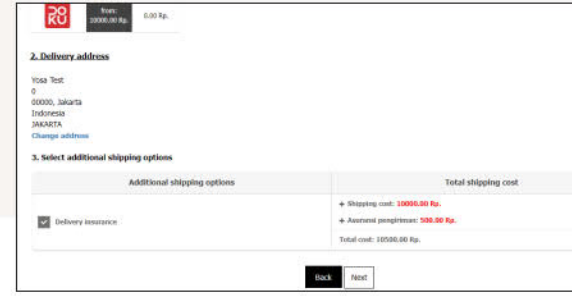 DOKU
from:
10000.00 Rp.
0.00 Rp.
2. Delivery address
Yosa Test
0
00000, Jakarta
Indonesia
JAKARTA
Change address
3. Select additional shipping options
Additional shipping options
Total shipping cost
+ Shipping cost: 10000.00 Rp.
Delivery insurance
+ Asuransi pengiriman: 500.00 Rp.
Total cost: 10500.00 Rp.
Back
Next